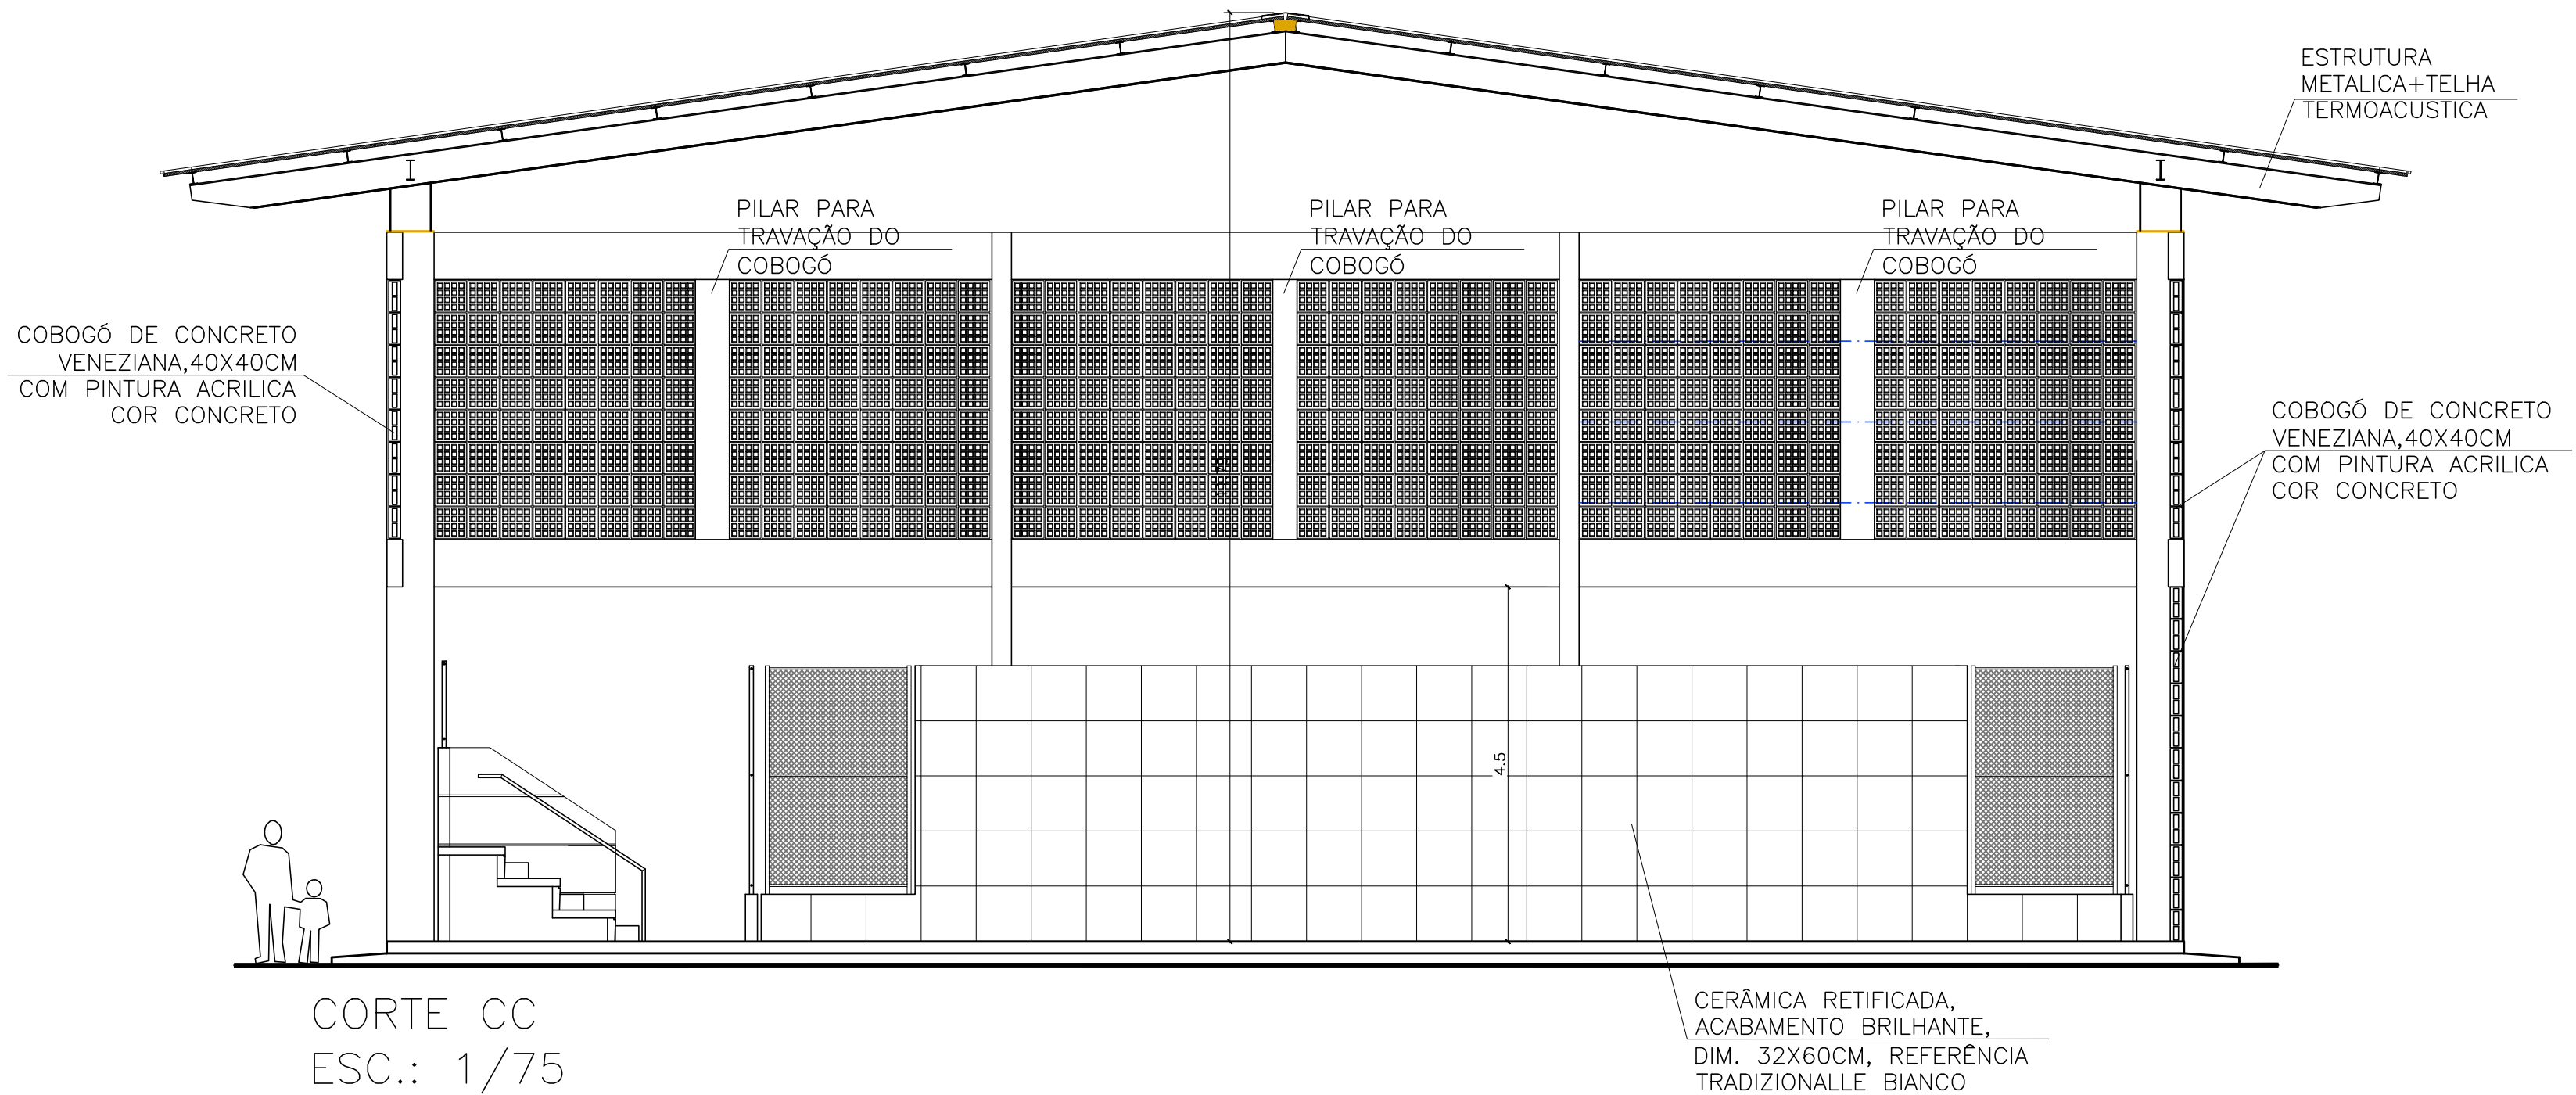 ESTRUTURA
METALICA+TELHA
TERMOACUSTICA
PILAR PARA
TRAVAÇÃO DO
COBOGÓ
PILAR PARA
TRAVAÇÃO DO
COBOGÓ
PILAR PARA
TRAVAÇÃO DO
COBOGÓ
COBOGÓ DE CONCRETO
VENEZIANA,40X40CM
COM PINTURA ACRILICA
COR CONCRETO
COBOGÓ DE CONCRETO
VENEZIANA,40X40CM
COM PINTURA ACRILICA
COR CONCRETO
11.79
4.5
CERÂMICA RETIFICADA,
ACABAMENTO BRILHANTE,
DIM. 32X60CM, REFERÊNCIA
TRADIZIONALLE BIANCO
CORTE CC
ESC.: 1/75